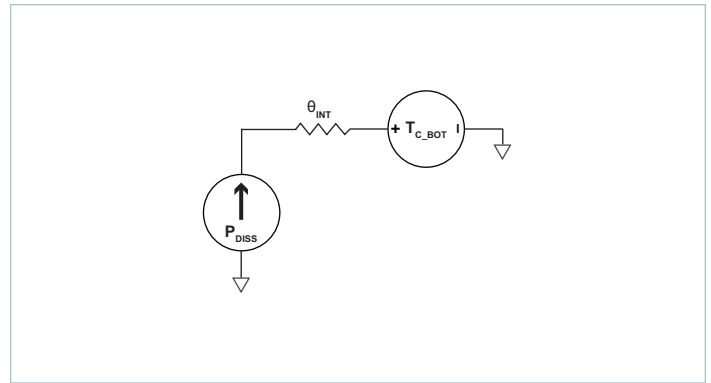 θINT
+ TC_BOT –
PDISS